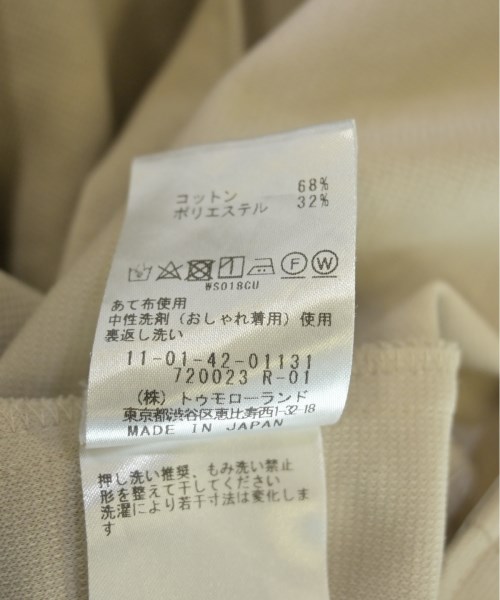 コットン 68%
ポリエステル 32%
F W
WS018CU
あて布使用
中性洗剤（おしゃれ着用）使用
裏返し洗い
11-01-42-01131
720023 R-01
（株）トゥモローランド
東京都渋谷区恵比寿西1-32-18
MADE IN JAPAN
押し洗い推奨、もみ洗い禁止
形を整えて干してください
洗濯により若干寸法は変化しま
す